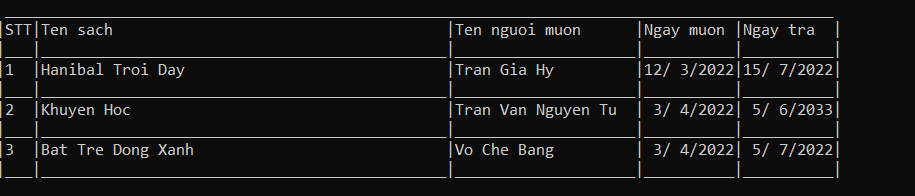 STT Ten sach Ten nguoi muon Ngay muon Ngay tra
1 Hanibal Troi Day Tran Gia Hy 12/ 3/2022 15/ 7/2022
2 Khuyen Hoc Tran Van Nguyen Tu 3/ 4/2022 5/ 6/2033
3 Bat Tre Dong Xanh Vo Che Bang 3/ 4/2022 5/ 7/2022